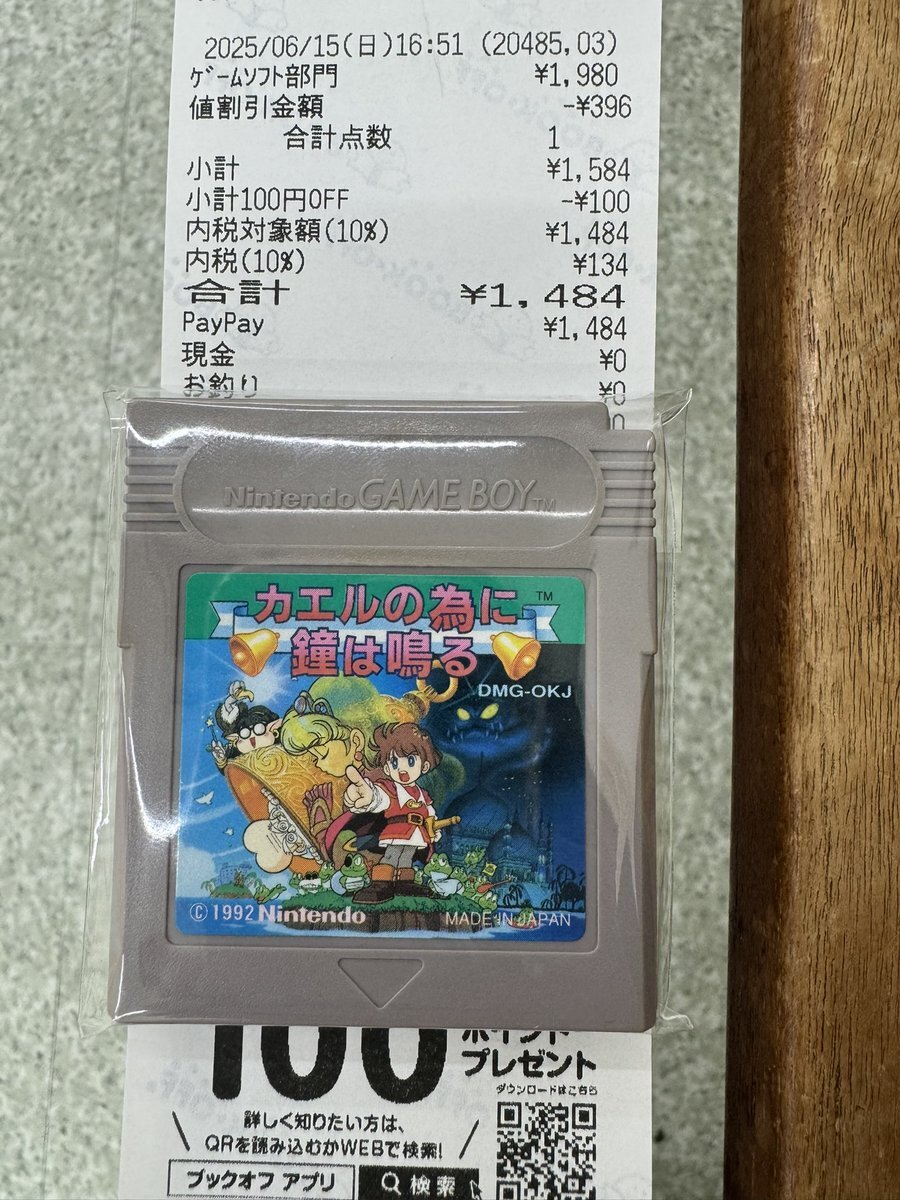 2025/06/15(日)16:51 (20485,03)
ｹﾞｰﾑｿﾌﾄ部門 ¥1,980
値割引金額 -¥396
合計点数 1
小計 ¥1,584
小計100円OFF -¥100
内税対象額(10%) ¥1,484
内税(10%) ¥134
合計 ¥1,484
PayPay ¥1,484
現金 ¥0
お釣り ¥0
Nintendo GAME BOY TM
カエルの為に TM
鐘は鳴る
DMG-OKJ
© 1992 Nintendo MADE IN JAPAN
100 ポイント
プレゼント
ダウンロードはこちら
詳しく知りたい方は、
QRを読み込むかWEBで検索!
ブックオフ アプリ 検索